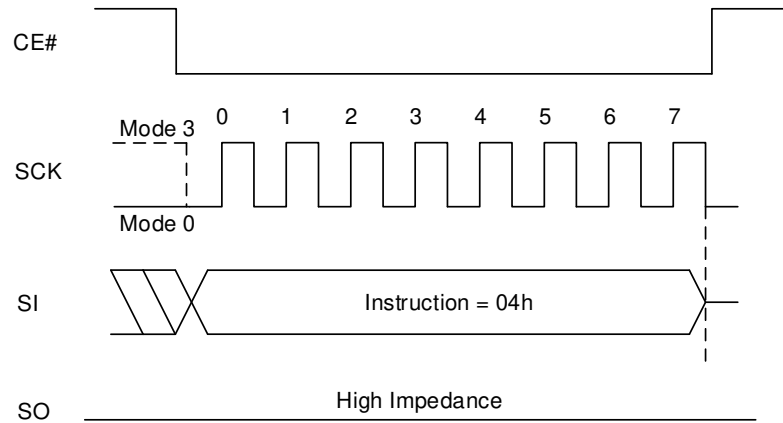 CE#
0 1 2 3 4 5 6 7
Mode 3
SCK
Mode 0
SI
Instruction = 04h
High Impedance
SO